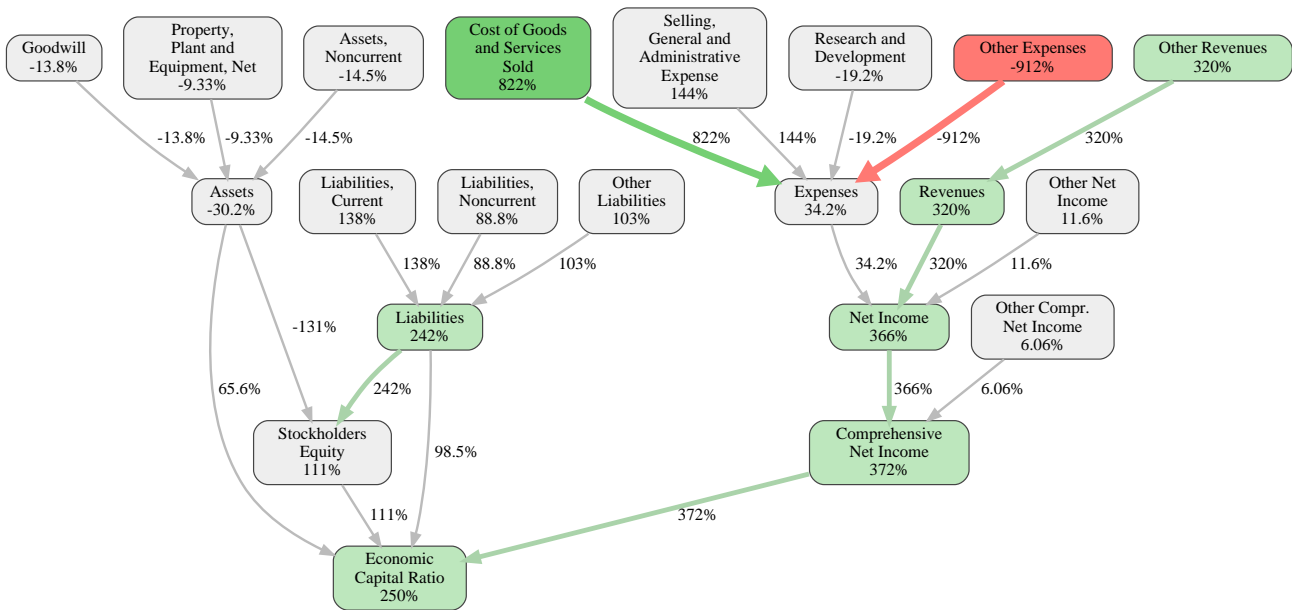 Goodwill
-13.8%
Property,
Plant and
Equipment, Net
-9.33%
Assets,
Noncurrent
-14.5%
Cost of Goods
and Services
Sold
822%
Selling,
General and
Administrative
Expense
144%
Research and
Development
-19.2%
Other Expenses
-912%
Other Revenues
320%
-13.8%
-9.33%
-14.5%
822%
144%
-19.2%
-912%
320%
Assets
-30.2%
Liabilities,
Current
138%
Liabilities,
Noncurrent
88.8%
Other
Liabilities
103%
Expenses
34.2%
Revenues
320%
Other Net
Income
11.6%
138%
88.8%
103%
34.2%
320%
11.6%
-131%
Liabilities
242%
Net Income
366%
Other Compr.
Net Income
6.06%
65.6%
242%
366%
6.06%
Stockholders
Equity
111%
98.5%
Comprehensive
Net Income
372%
111%
372%
Economic
Capital Ratio
250%